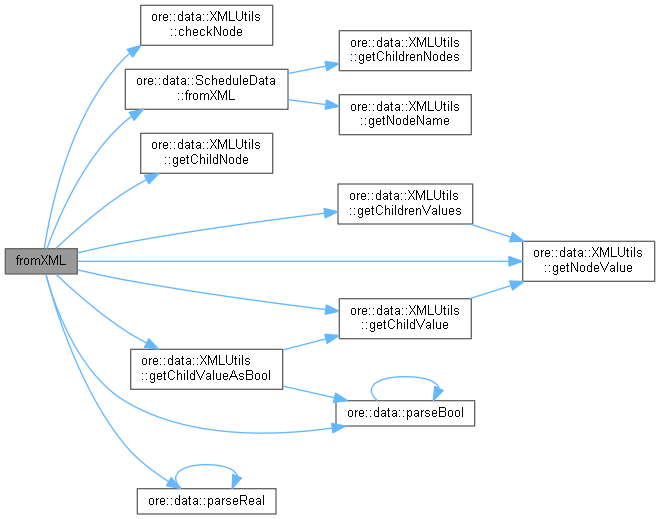 fromXML
ore::data::XMLUtils
::checkNode
ore::data::ScheduleData
::fromXML
ore::data::XMLUtils
::getChildrenNodes
ore::data::XMLUtils
::getNodeName
ore::data::XMLUtils
::getChildNode
ore::data::XMLUtils
::getChildrenValues
ore::data::XMLUtils
::getNodeValue
ore::data::XMLUtils
::getChildValue
ore::data::XMLUtils
::getChildValueAsBool
ore::data::parseBool
ore::data::parseReal